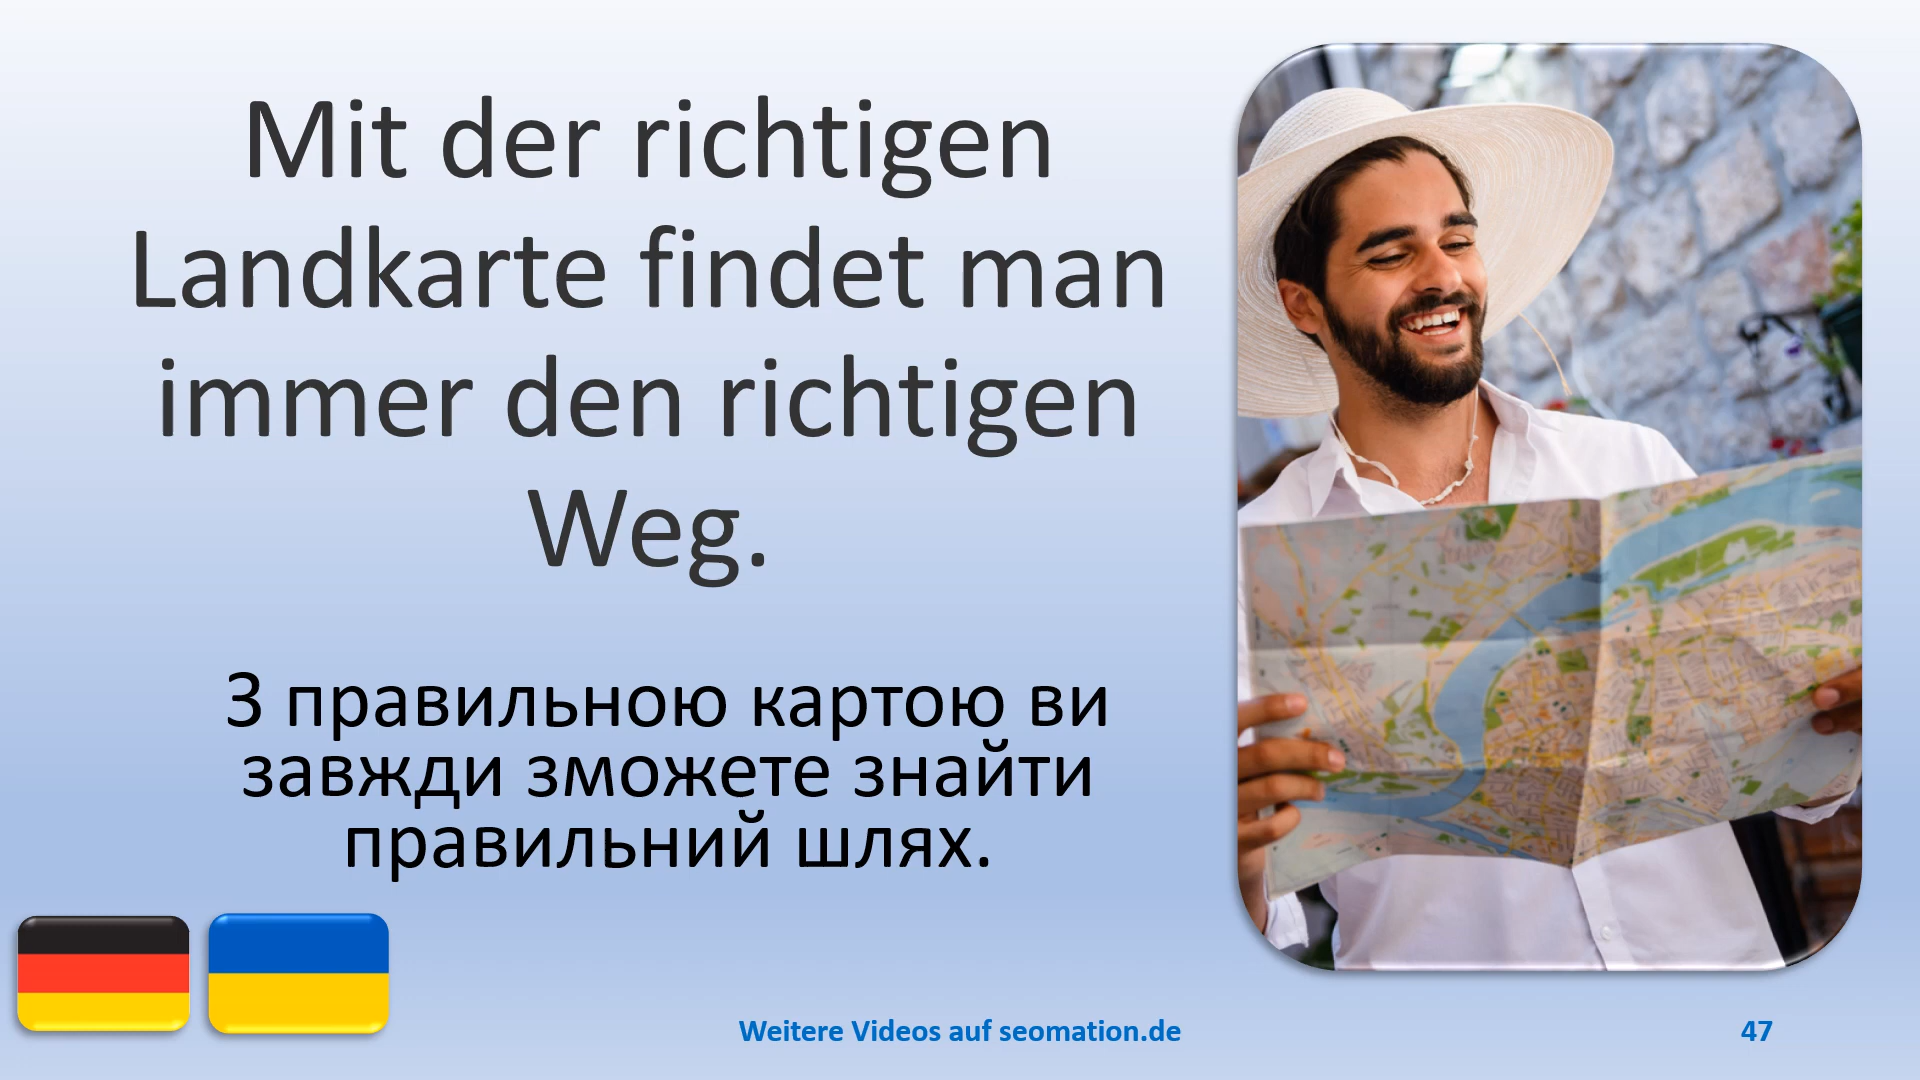 Mit der richtigen
Landkarte findet man
immer den richtigen
Weg.
З правильною картою ви
завжди зможете знайти
правильний шлях.
Weitere Videos auf seomation.de
47